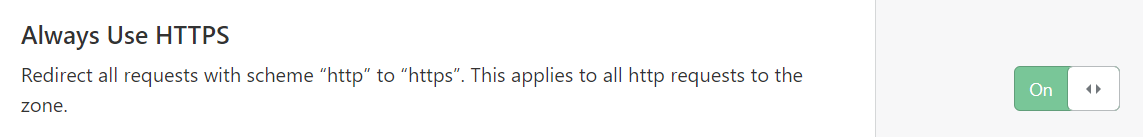 Always Use HTTPS
Redirect all requests with scheme “http” to “https”. This applies to all http requests to the
zone.
On